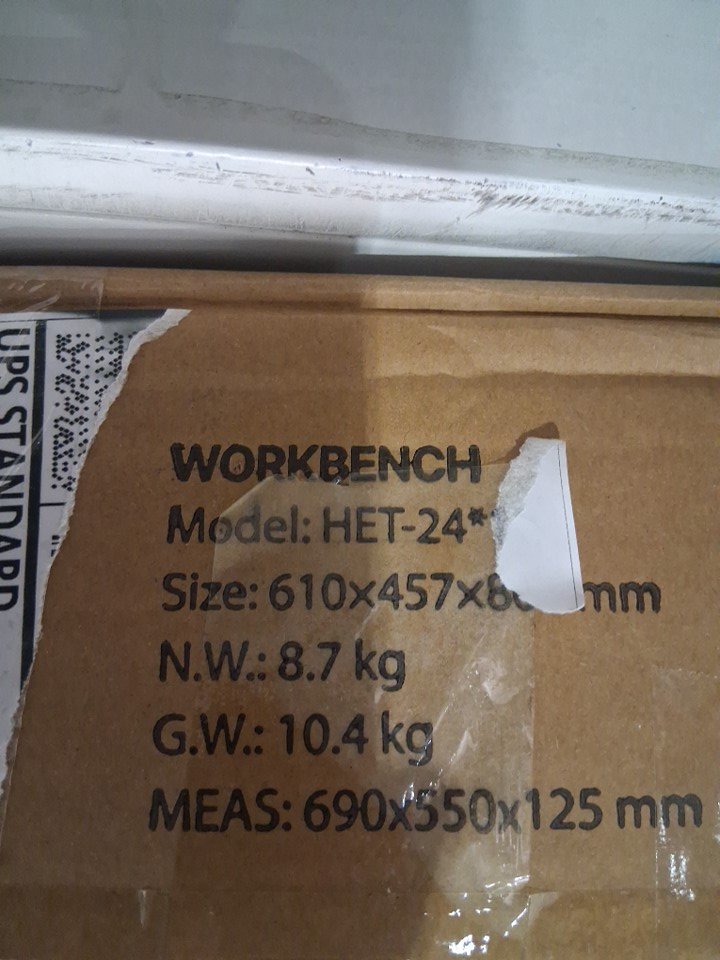 UPS STANDARD
WORKBENCH
Model: HET-24*
Size: 610x457x8 mm
N.W.: 8.7 kg
G.W.: 10.4 kg
MEAS: 690x550x125 mm